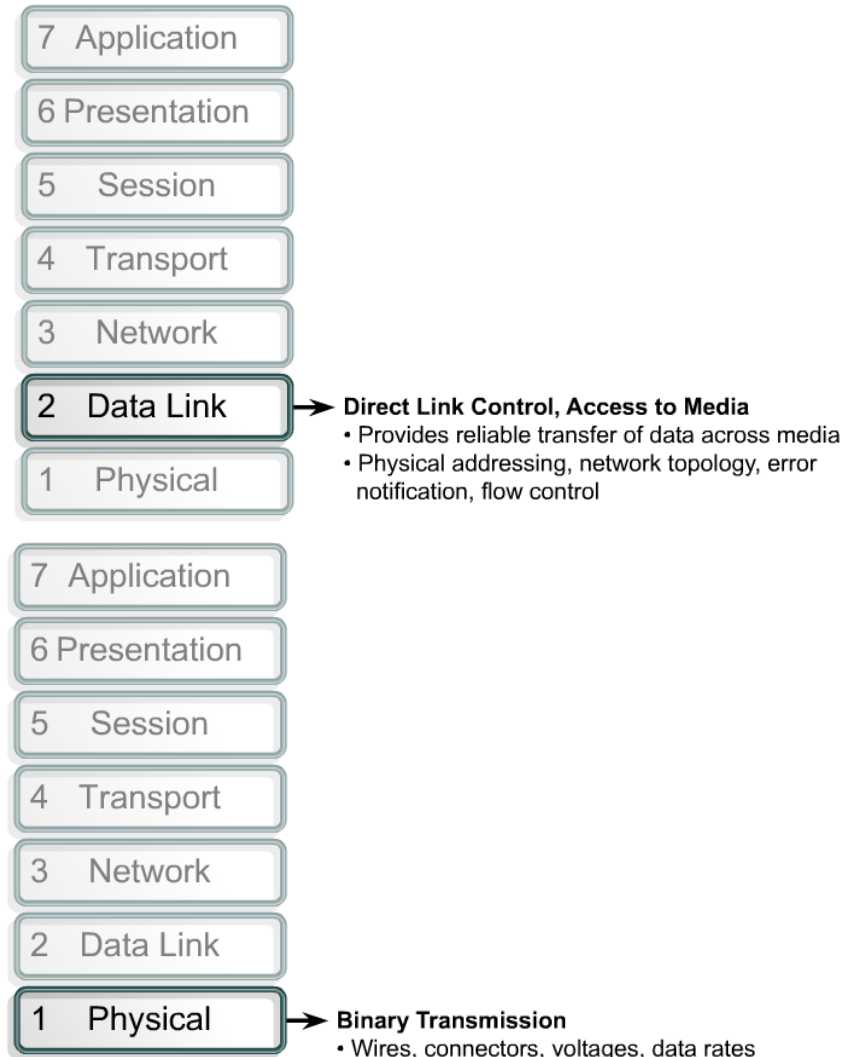 7 Application
6 Presentation
5 Session
4 Transport
3 Network
2 Data Link
Direct Link Control, Access to Media
• Provides reliable transfer of data across media
• Physical addressing, network topology, error
notification, flow control
1 Physical
7 Application
6 Presentation
5 Session
4 Transport
3 Network
2 Data Link
1 Physical
Binary Transmission
• Wires, connectors, voltages, data rates